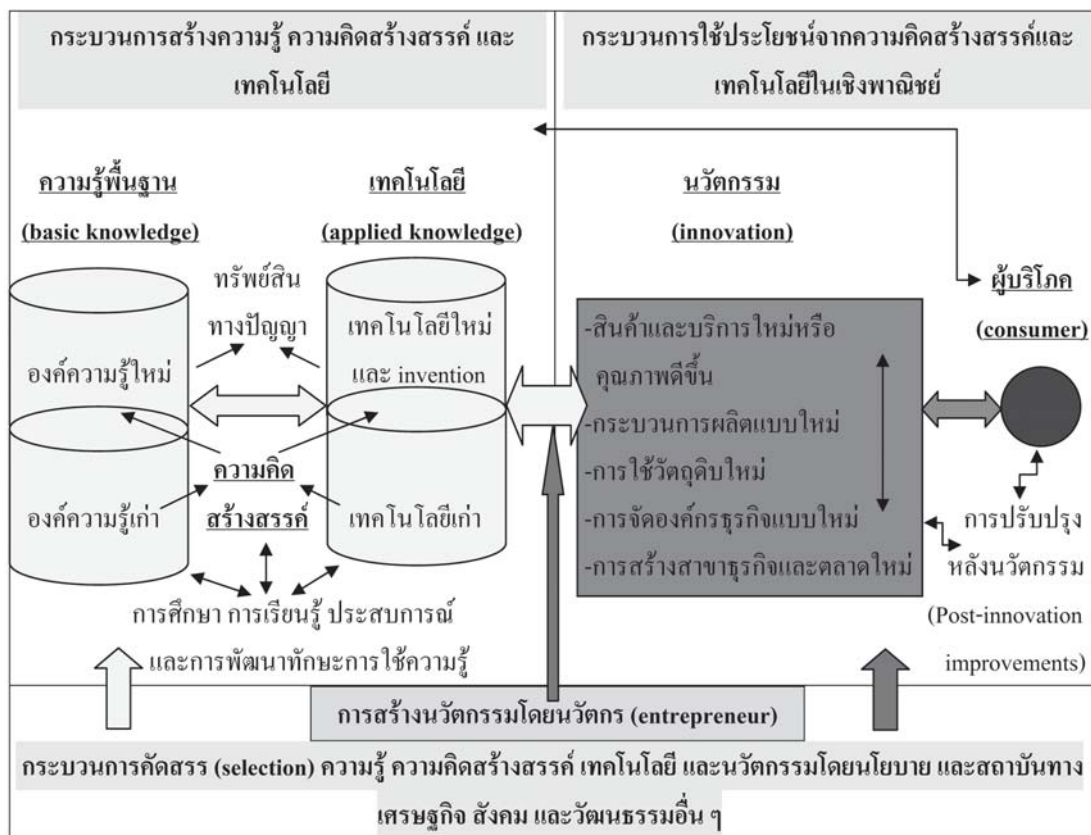 กระบวนการสร้างความรู้ ความคิดสร้างสรรค์ และ
เทคโนโลยี
กระบวนการใช้ประโยชน์จากความคิดสร้างสรรค์และ
เทคโนโลยีในเชิงพาณิชย์
ความรู้พื้นฐาน
(basic knowledge)
เทคโนโลยี
(applied knowledge)
นวัตกรรม
(innovation)
ผู้บริโภค
(consumer)
ทรัพย์สิน
ทางปัญญา
องค์ความรู้ใหม่
เทคโนโลยีใหม่
และ invention
ความคิด
สร้างสรรค์
องค์ความรู้เก่า
เทคโนโลยีเก่า
-สินค้าและบริการใหม่หรือ
คุณภาพดีขึ้น
-กระบวนการผลิตแบบใหม่
-การใช้วัตถุดิบใหม่
-การจัดองค์กรธุรกิจแบบใหม่
-การสร้างสาขาธุรกิจและตลาดใหม่
การปรับปรุง
หลังนวัตกรรม
(Post-innovation
improvements)
การศึกษา การเรียนรู้ ประสบการณ์
และการพัฒนาทักษะการใช้ความรู้
การสร้างนวัตกรรมโดยนวัตกร (entrepreneur)
กระบวนการคัดสรร (selection) ความรู้ ความคิดสร้างสรรค์ เทคโนโลยี และนวัตกรรมโดยนโยบาย และสถาบันทาง
เศรษฐกิจ สังคม และวัฒนธรรมอื่น ๆ